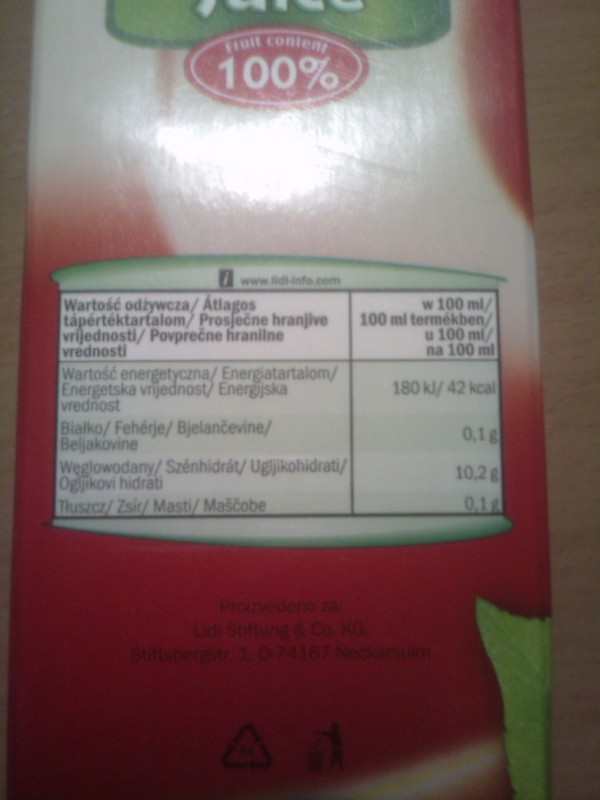 Juice
Fruit content
100%
i www.lidl-info.com
Wartość odżywcza/ Átlagos
tápértéktartalom/ Prosječne hranjive
vrijednosti/ Povprečne hranilne
vrednosti
w 100 ml/
100 ml termékben/
u 100 ml/
na 100 ml
Wartość energetyczna/ Energiatartalom/
Energetska vrijednost/ Energijska
vrednost
180 kJ/ 42 kcal
Białko/ Fehérje/ Bjelančevine/
Beljakovine
0,1 g
Węglowodany/ Szénhidrát/ Ugljikohidrati/
Ogljikovi hidrati
10,2 g
Tłuszcz/ Zsír/ Masti/ Maščobe
0,1 g
Proizvedeno za:
Lidl Stiftung & Co. KG,
Stiftsbergstr. 1, D-74167 Neckarsulm